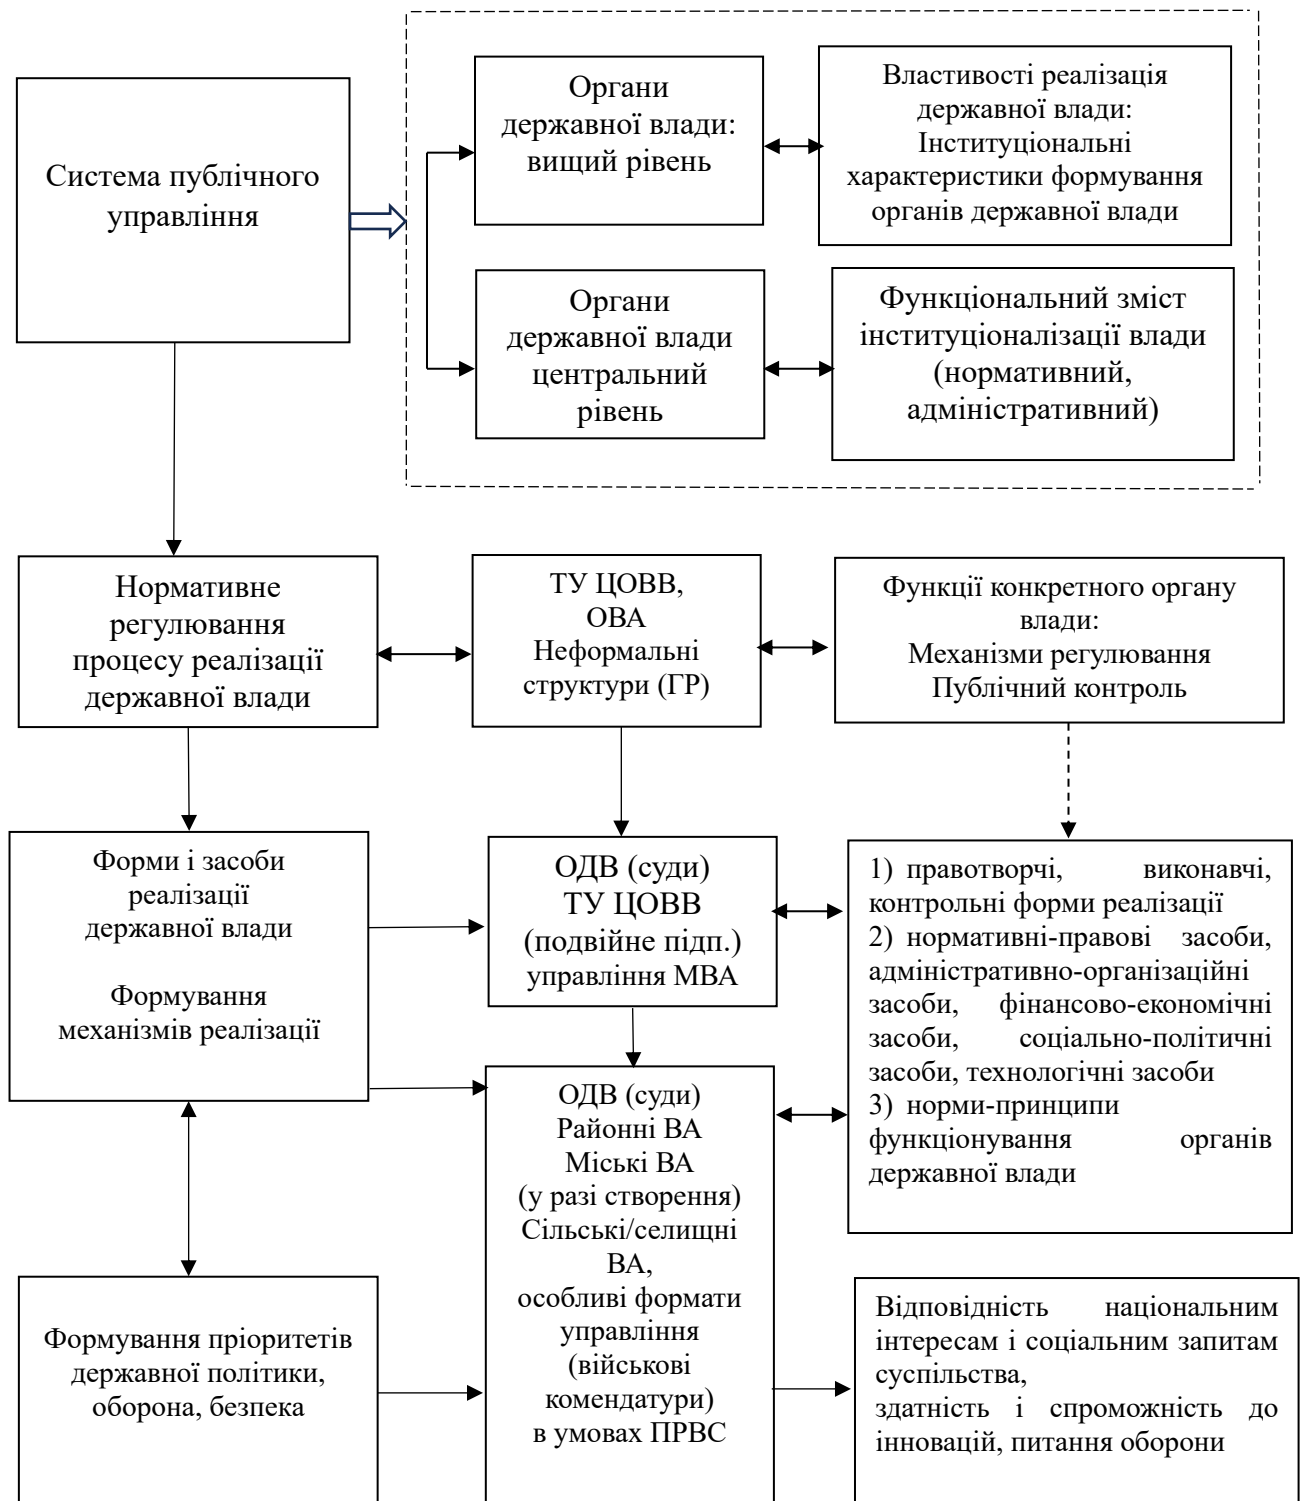 Система публічного
управління
Органи
державної влади:
вищий рівень
Властивості реалізація
державної влади:
Інституціональні
характеристики формування
органів державної влади
Органи
державної влади
центральний
рівень
Функціональний зміст
інституціоналізації влади
(нормативний,
адміністративний)
Нормативне
регулювання
процесу реалізації
державної влади
ТУ ЦОВВ,
ОВА
Неформальні
структури (ГР)
Функції конкретного органу
влади:
Механізми регулювання
Публічний контроль
Форми і засоби
реалізації
державної влади
Формування
механізмів реалізації
ОДВ (суди)
ТУ ЦОВВ
(подвійне підп.)
управління МВА
1) правотворчі, виконавчі,
контрольні форми реалізації
2) нормативні-правові засоби,
адміністративно-організаційні
засоби, фінансово-економічні
засоби, соціально-політичні
засоби, технологічні засоби
3) норми-принципи
функціонування органів
державної влади
ОДВ (суди)
Районні ВА
Міські ВА
(у разі створення)
Сільські/селищні
ВА,
особливі формати
управління
(військові
комендатури)
в умовах ПРВС
Формування пріоритетів
державної політики,
оборона, безпека
Відповідність національним
інтересам і соціальним запитам
суспільства,
здатність і спроможність до
інновацій, питання оборони